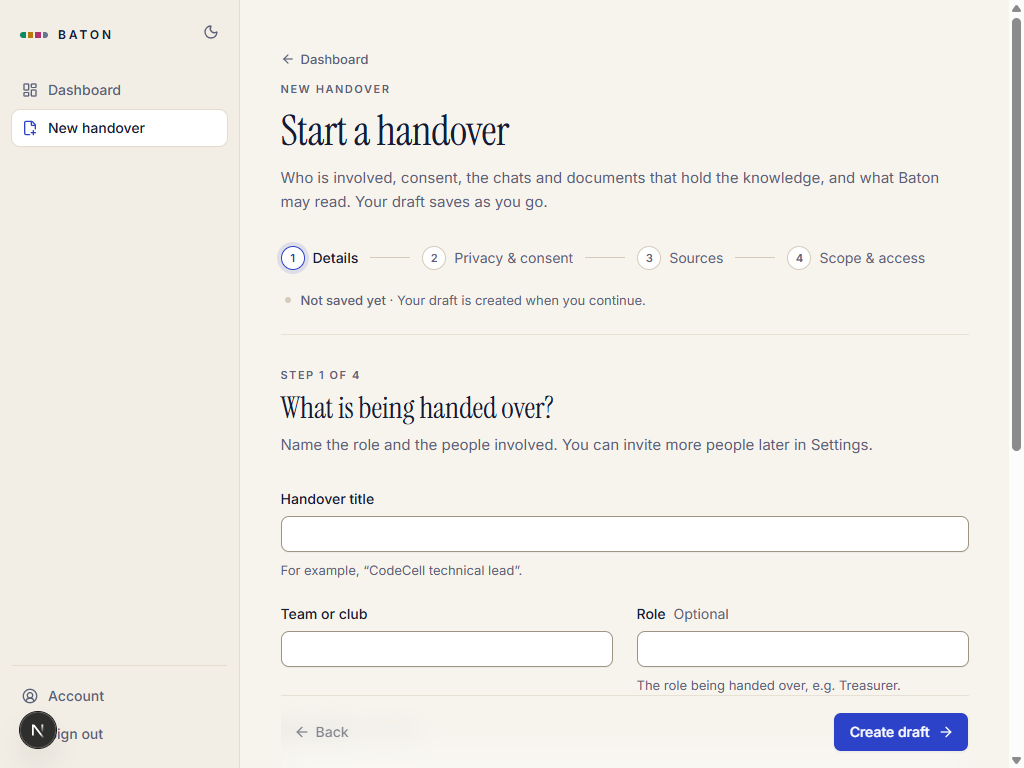 BATON
Dashboard
New handover
Account
ign out
N
Dashboard
NEW HANDOVER
Start a handover
Who is involved, consent, the chats and documents that hold the knowledge, and what Baton
may read. Your draft saves as you go.
1 Details
2 Privacy & consent
3 Sources
4 Scope & access
Not saved yet · Your draft is created when you continue.
STEP 1 OF 4
What is being handed over?
Name the role and the people involved. You can invite more people later in Settings.
Handover title
For example, “CodeCell technical lead”.
Team or club
Role Optional
The role being handed over, e.g. Treasurer.
Back
Create draft